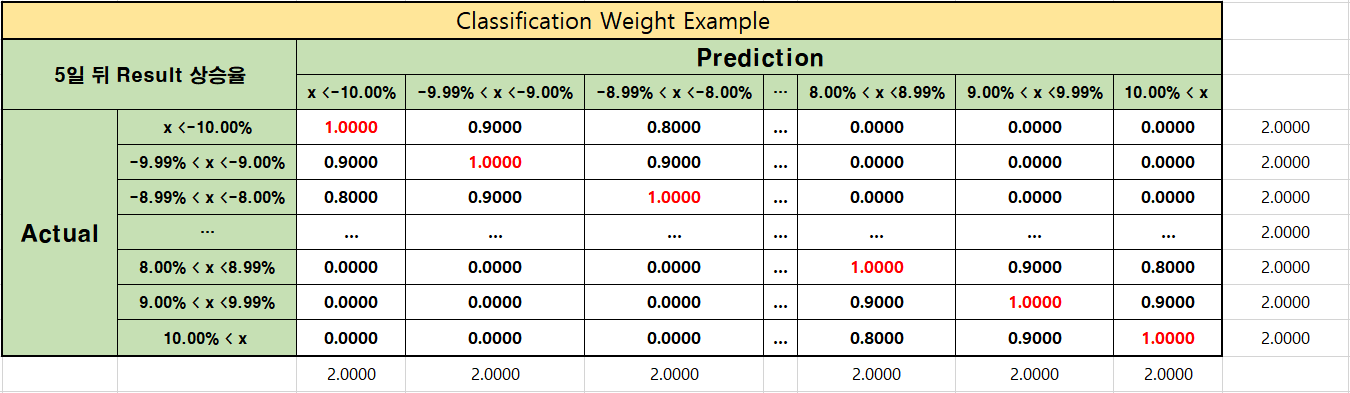 Classification Weight Example
5일 뒤 Result 상승율
Prediction
x <-10.00% -9.99% < x <-9.00% -8.99% < x <-8.00% … 8.00% < x <8.99% 9.00% < x <9.99% 10.00% < x
Actual
x <-10.00% 1.0000 0.9000 0.8000 ... 0.0000 0.0000 0.0000 2.0000
-9.99% < x <-9.00% 0.9000 1.0000 0.9000 ... 0.0000 0.0000 0.0000 2.0000
-8.99% < x <-8.00% 0.8000 0.9000 1.0000 ... 0.0000 0.0000 0.0000 2.0000
… ... ... ... ... ... ... ... 2.0000
8.00% < x <8.99% 0.0000 0.0000 0.0000 ... 1.0000 0.9000 0.8000 2.0000
9.00% < x <9.99% 0.0000 0.0000 0.0000 ... 0.9000 1.0000 0.9000 2.0000
10.00% < x 0.0000 0.0000 0.0000 ... 0.8000 0.9000 1.0000 2.0000
2.0000 2.0000 2.0000 2.0000 2.0000 2.0000